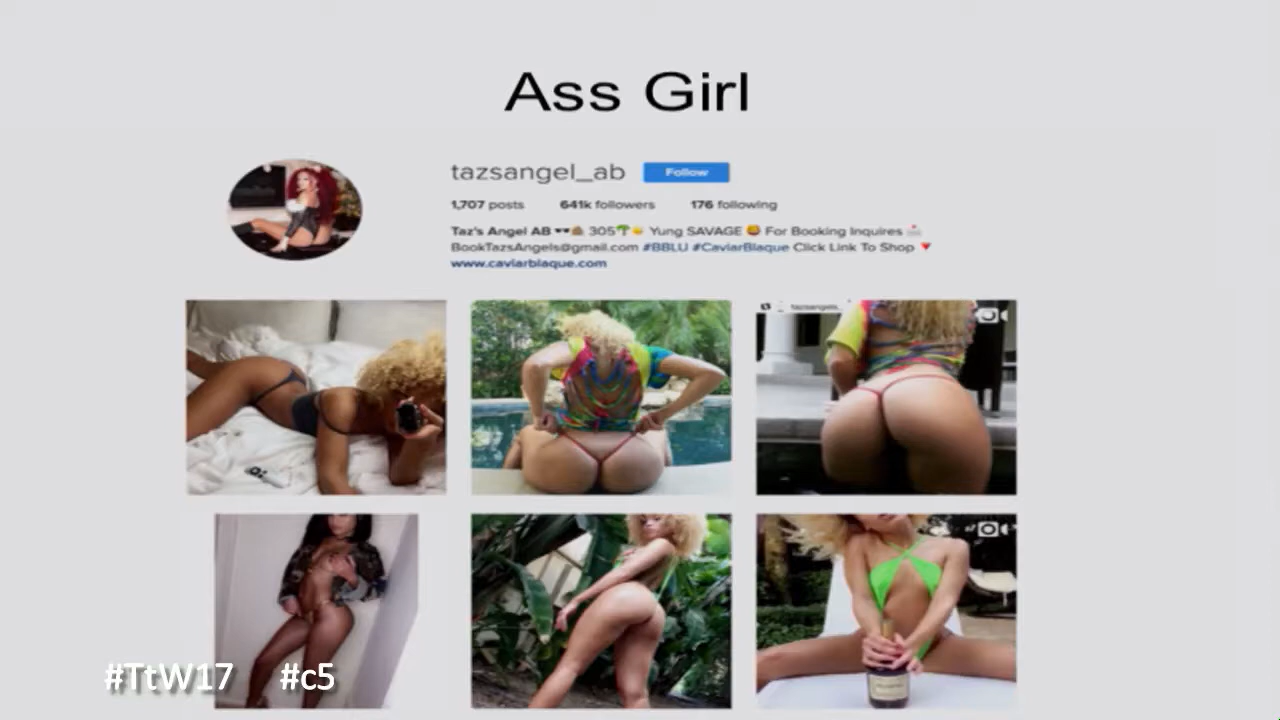 Ass Girl
tazsangel_ab Follow
1,707 posts 641k followers 176 following
Taz's Angel AB 🕶 305🌴 Yung SAVAGE For Booking Inquires 📩
BookTazsAngels@gmail.com #BBLU #CaviarBlaque Click Link To Shop 🔻
www.caviarblaque.com
#TtW17 #c5